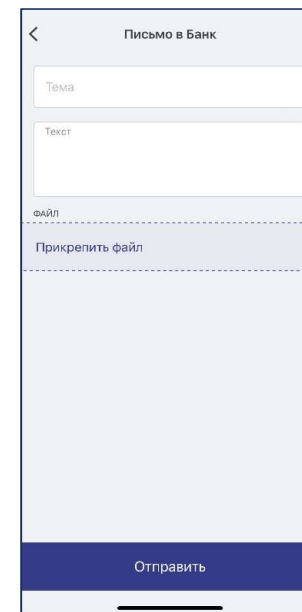 Письмо в Банк
Тема
Текст
ФАЙЛ
Прикрепить файл
Отправить